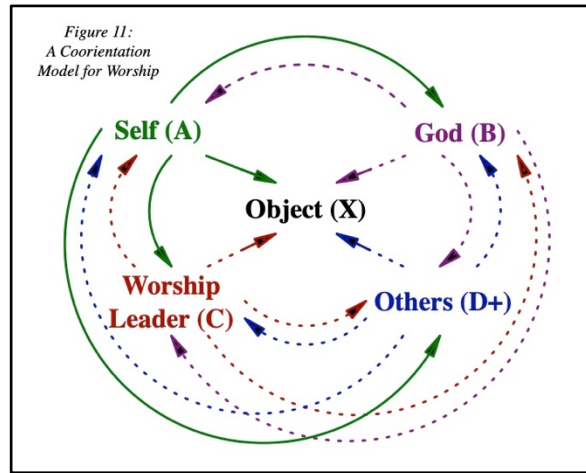 Figure 11:
A Coorientation
Model for Worship
Self (A)
God (B)
Object (X)
Worship
Leader (C)
Others (D+)